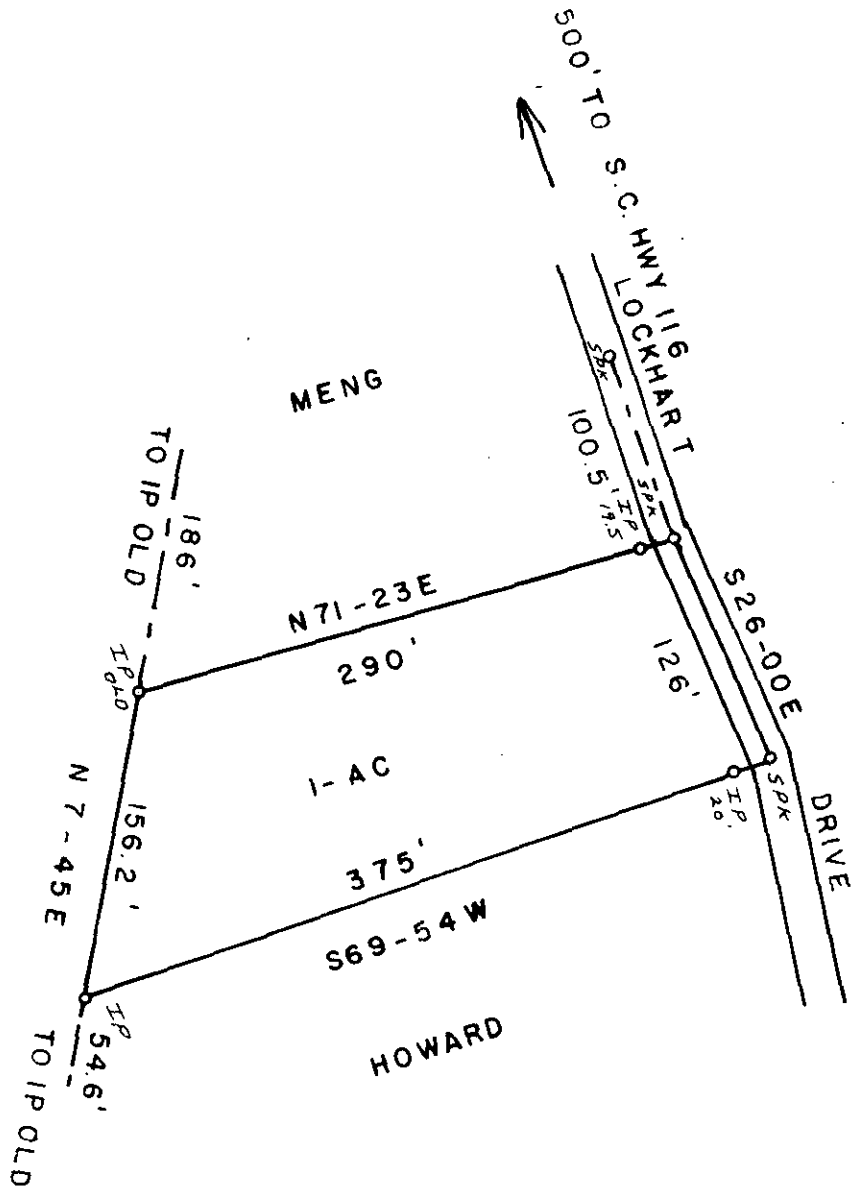 500' TO S.C. HWY 116
LOCKHART
DRIVE
SPK
SPK
100.5'
IP
19.5
S26-00E
126'
SPK
IP
20'
MENG
N 71-23E
290'
186'
TO IP OLD
IP
OLD
1-AC
156.2'
N 7-45E
375'
S69-54W
HOWARD
IP
54.6'
TO IP OLD